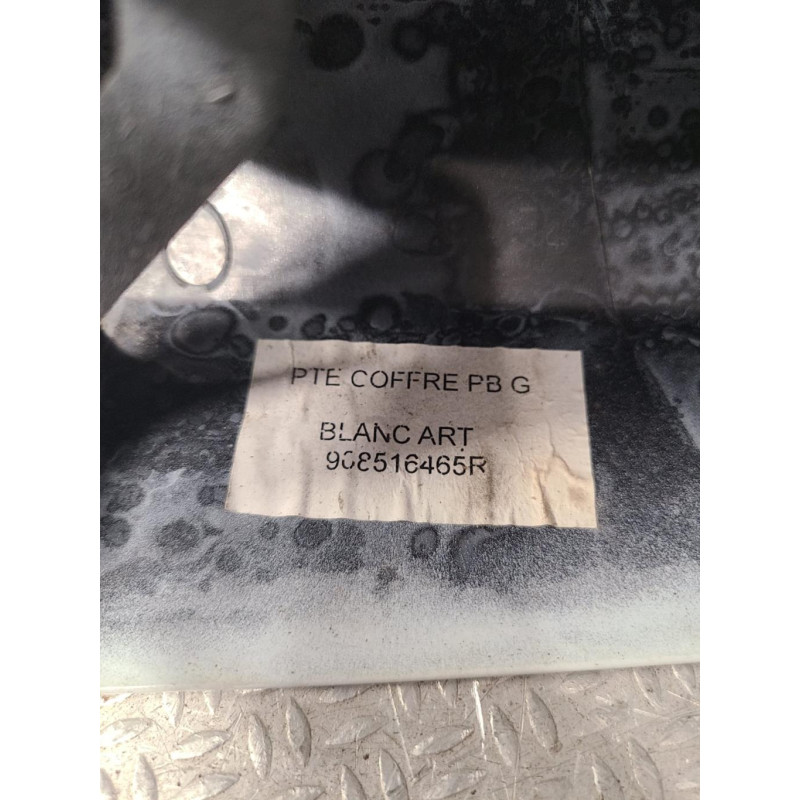 PTE COFFRE PB G
BLANC ART
908516465R